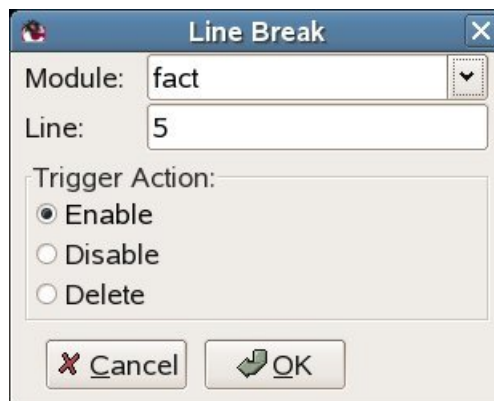 Line Break
Module: fact
Line: 5
Trigger Action:
Enable
Disable
Delete
Cancel OK